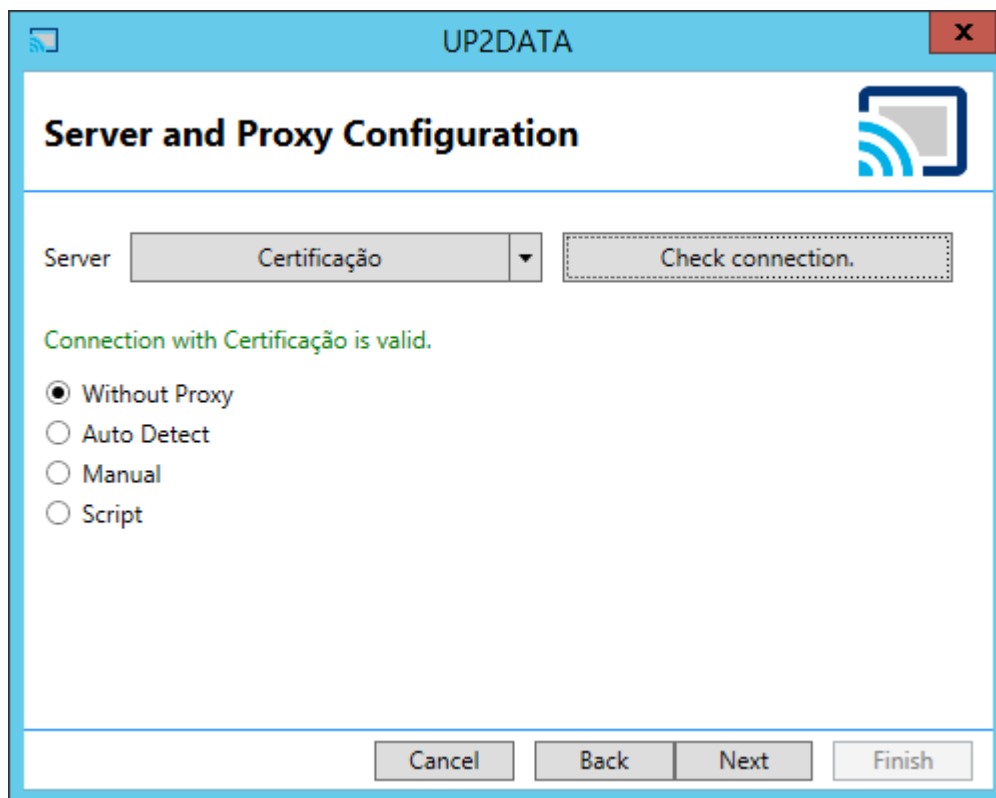 UP2DATA
x
Server and Proxy Configuration
Server Certificação Check connection.
Connection with Certificação is valid.
Without Proxy
Auto Detect
Manual
Script
Cancel Back Next Finish